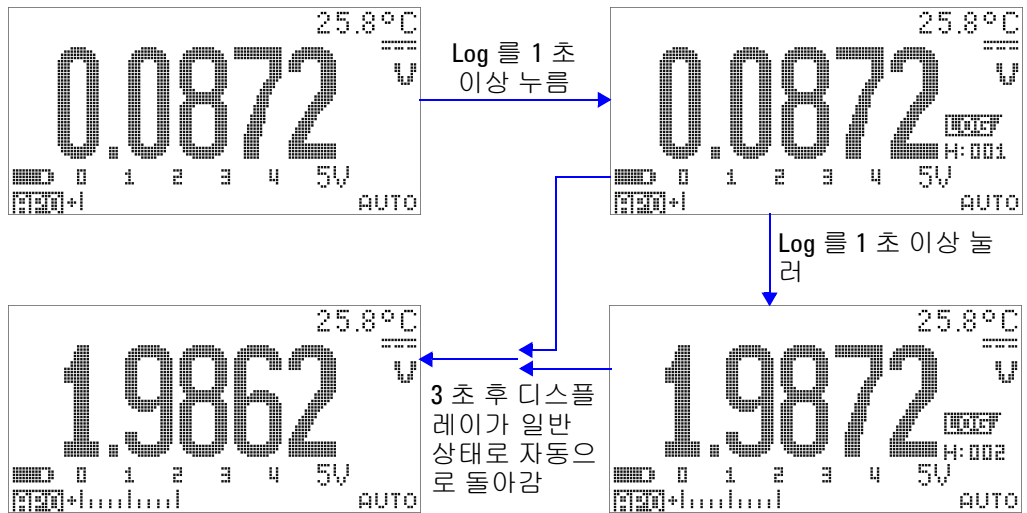 25.8°C
0.0872
V
0 1 2 3 4 5V
+
AUTO
Log 를 1 초
이상 누름
25.8°C
0.0872
V
LOG
H:001
0 1 2 3 4 5V
+
AUTO
Log 를 1 초 이상 눌
러
25.8°C
1.9862
V
0 1 2 3 4 5V
+
AUTO
3 초 후 디스플
레이가 일반
상태로 자동으
로 돌아감
25.8°C
1.9872
V
LOG
H:002
0 1 2 3 4 5V
+
AUTO